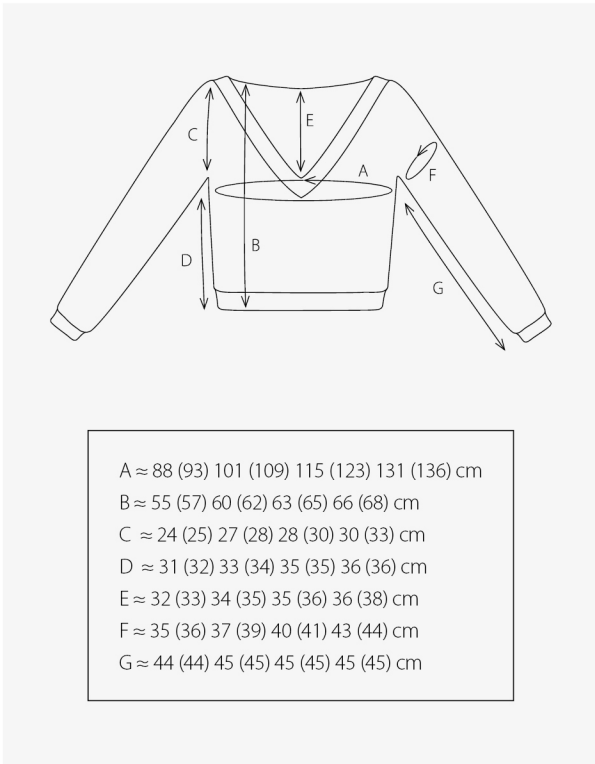 C
E
A
F
B
D
G
A ≈ 88 (93) 101 (109) 115 (123) 131 (136) cm
B ≈ 55 (57) 60 (62) 63 (65) 66 (68) cm
C ≈ 24 (25) 27 (28) 28 (30) 30 (33) cm
D ≈ 31 (32) 33 (34) 35 (35) 36 (36) cm
E ≈ 32 (33) 34 (35) 35 (36) 36 (38) cm
F ≈ 35 (36) 37 (39) 40 (41) 43 (44) cm
G ≈ 44 (44) 45 (45) 45 (45) 45 (45) cm